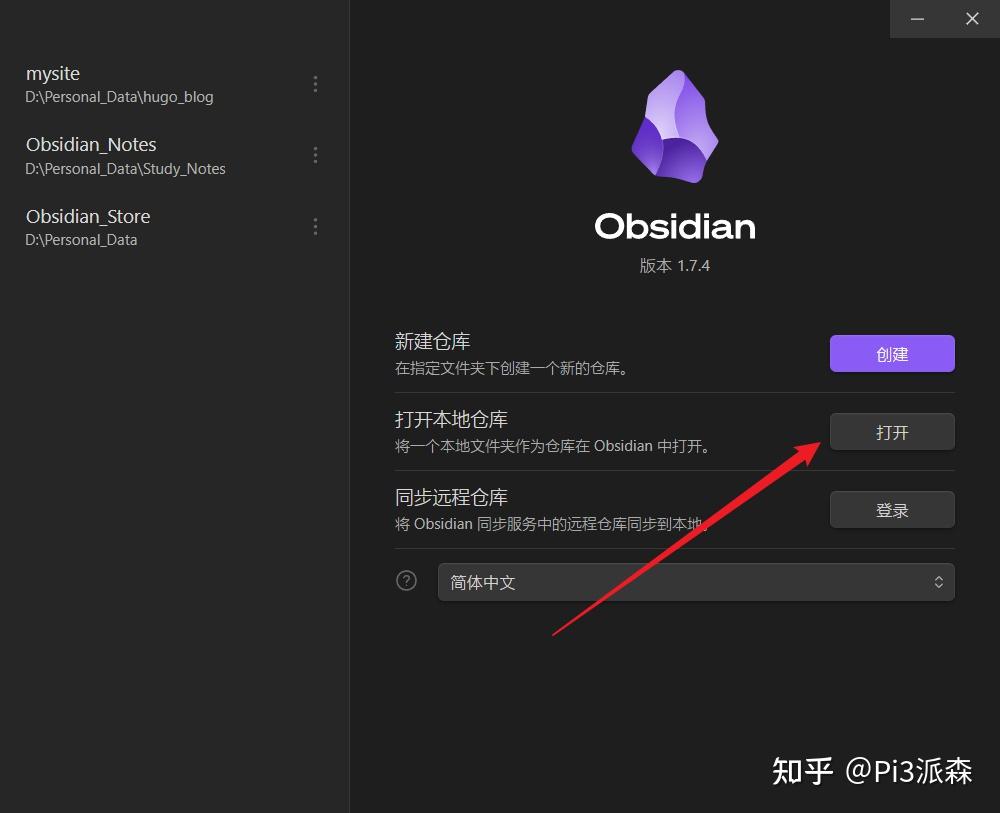 mysite
D:\Personal_Data\hugo_blog
Obsidian_Notes
D:\Personal_Data\Study_Notes
Obsidian_Store
D:\Personal_Data
Obsidian
版本 1.7.4
新建仓库
在指定文件夹下创建一个新的仓库。
创建
打开本地仓库
将一个本地文件夹作为仓库在 Obsidian 中打开。
打开
同步远程仓库
将 Obsidian 同步服务中的远程仓库同步到本地。
登录
?
简体中文
知乎 @Pi3派森